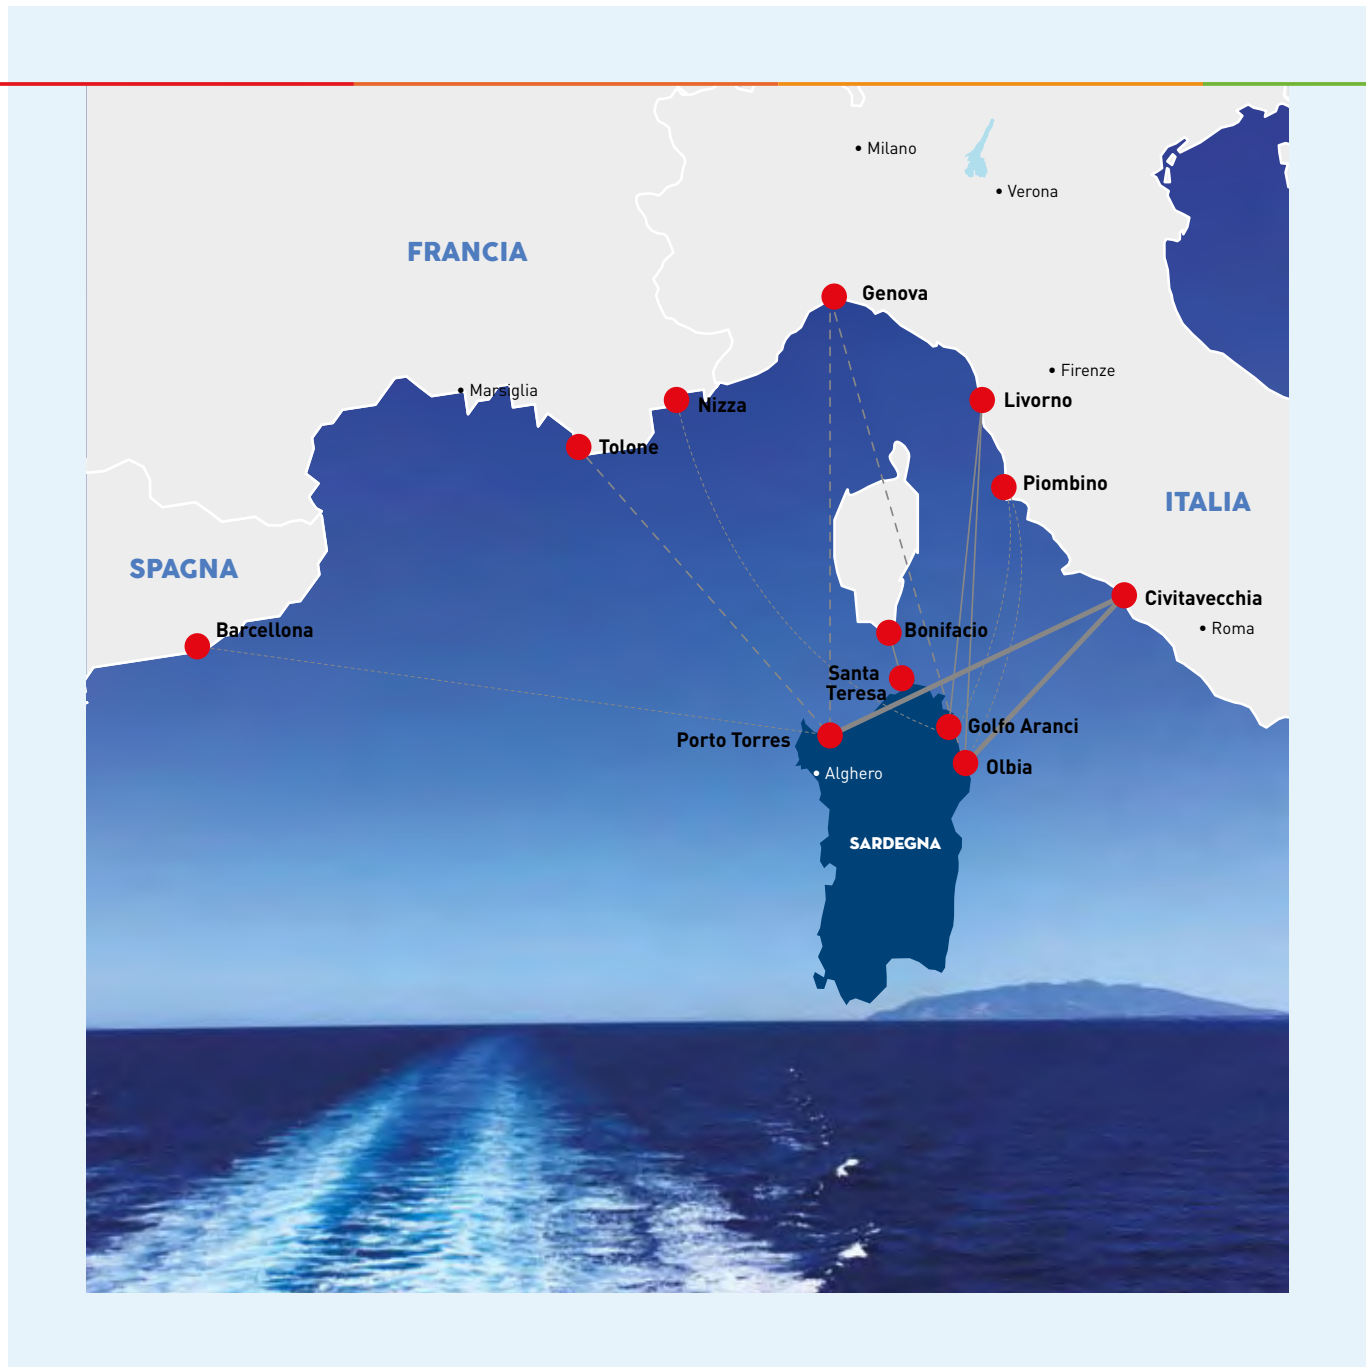 • Milano
• Verona
FRANCIA
Genova
• Firenze
• Marsiglia
Nizza
Livorno
Tolone
Piombino
ITALIA
SPAGNA
Civitavecchia
Barcellona
Bonifacio
• Roma
Santa
Teresa
Golfo Aranci
Porto Torres
Olbia
• Alghero
SARDEGNA